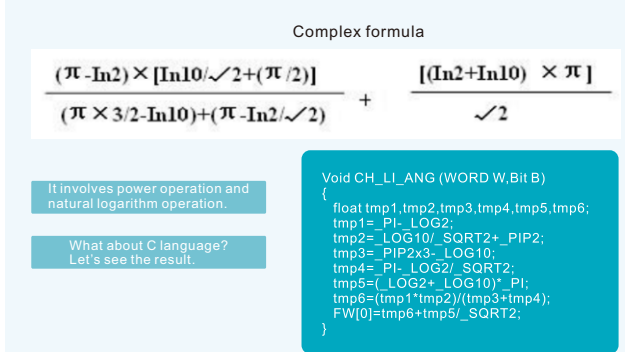 Complex formula
(π-In2)×[In10/√2+(π/2)]
(π×3/2-In10)+(π-In2/√2)
+
[(In2+In10) ×π]
√2
It involves power operation and
natural logarithm operation.
What about C language?
Let's see the result.
Void CH_LI_ANG (WORD W,Bit B)
{
float tmp1,tmp2,tmp3,tmp4,tmp5,tmp6;
tmp1=_PI-_LOG2;
tmp2=_LOG10/_SQRT2+_PIP2;
tmp3=_PIP2x3-_LOG10;
tmp4=_PI-_LOG2/_SQRT2;
tmp5=(_LOG2+_LOG10)*_PI;
tmp6=(tmp1*tmp2)/(tmp3+tmp4);
FW[0]=tmp6+tmp5/_SQRT2;
}